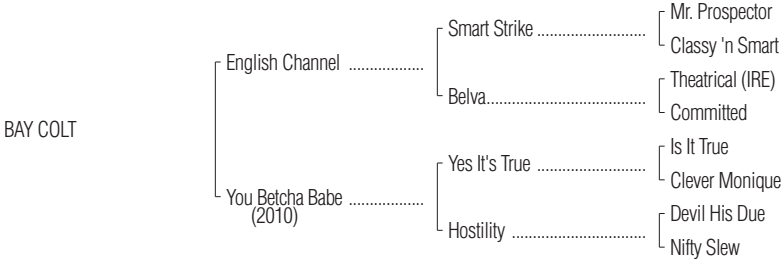 Mr. Prospector
Smart Strike ..........................
Classy 'n Smart
English Channel ..................
Theatrical (IRE)
Belva......................................
Committed
BAY COLT
Is It True
Yes It's True ..........................
Clever Monique
You Betcha Babe ..................
(2010)
Devil His Due
Hostility ................................
Nifty Slew